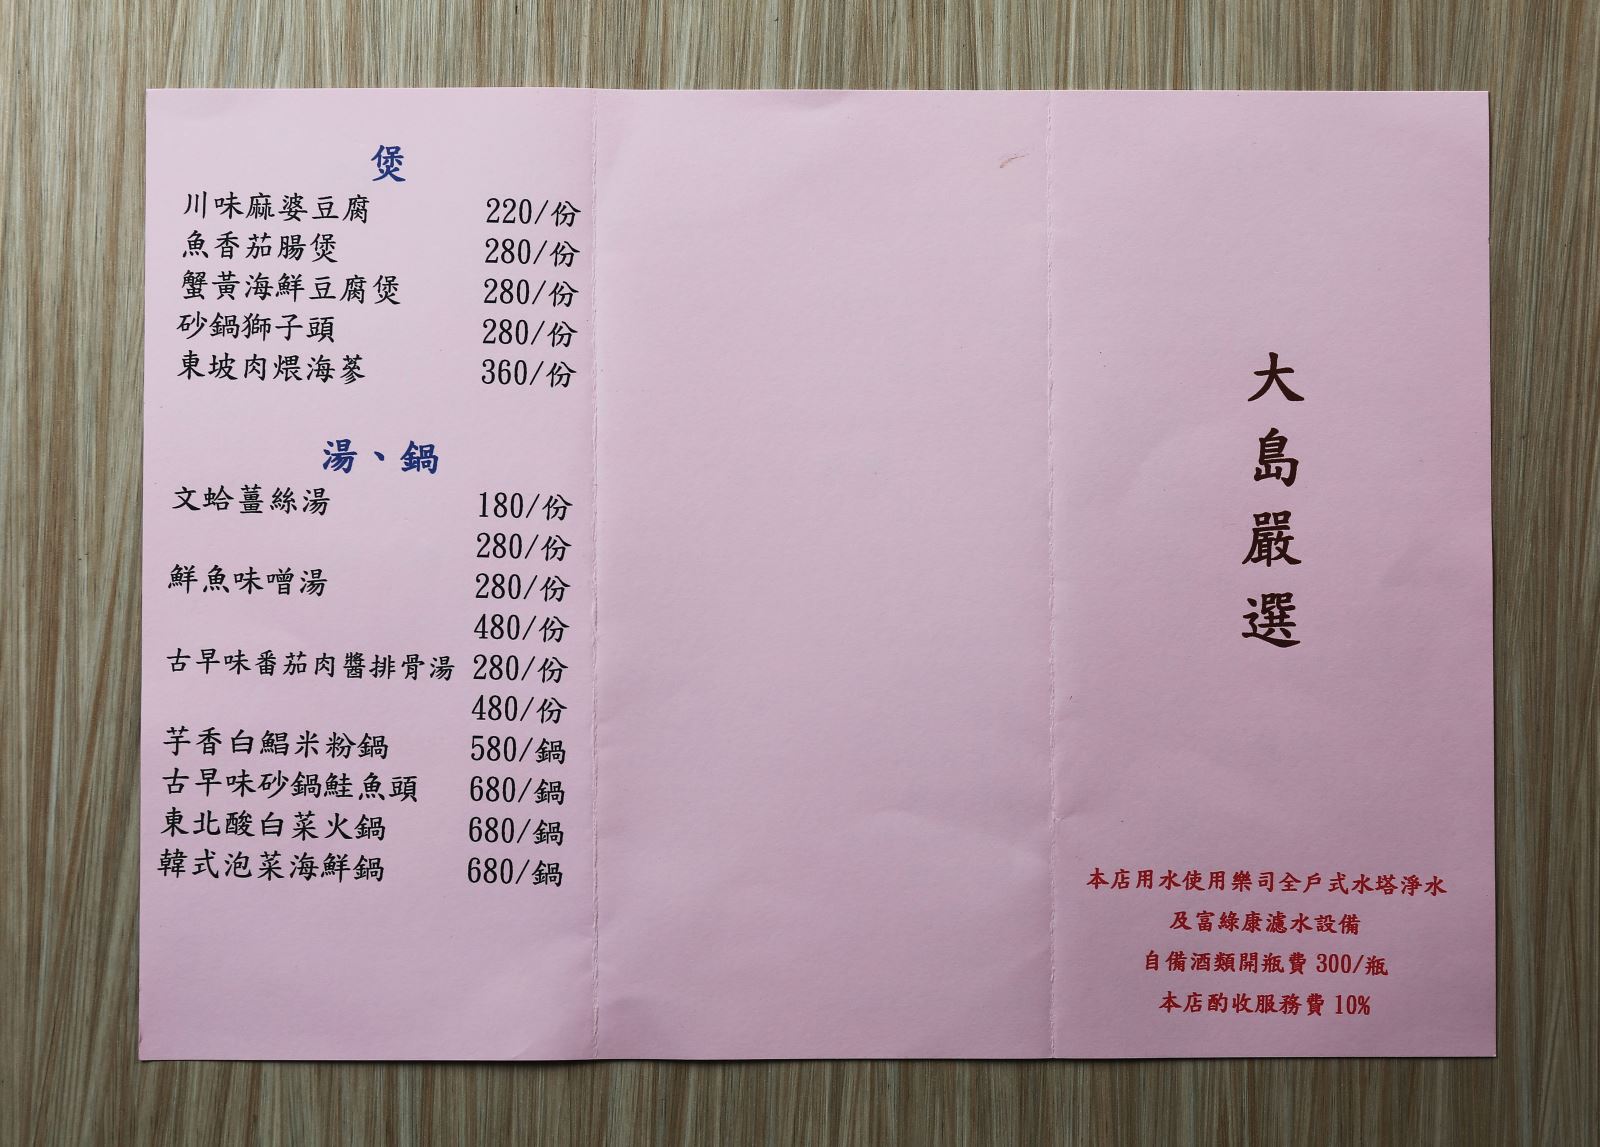 煲
川味麻婆豆腐 220/份
魚香茄腸煲 280/份
蟹黃海鮮豆腐煲 280/份
砂鍋獅子頭 280/份
東坡肉煨海蔘 360/份
湯、鍋
文蛤薑絲湯 180/份
280/份
鮮魚味噌湯 280/份
480/份
古早味番茄肉醬排骨湯 280/份
480/份
芋香白鯧米粉鍋 580/鍋
古早味砂鍋鮭魚頭 680/鍋
東北酸白菜火鍋 680/鍋
韓式泡菜海鮮鍋 680/鍋
大島嚴選
本店用水使用樂司全戶式水塔淨水
及富綠康濾水設備
自備酒類開瓶費 300/瓶
本店酌收服務費 10%